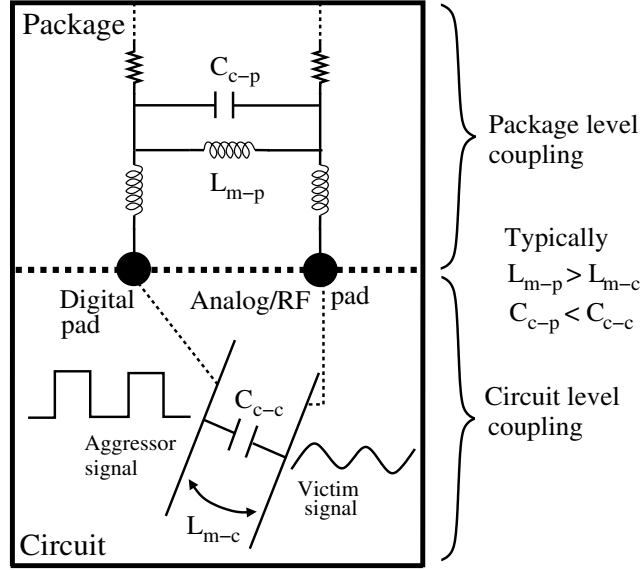 Package
C_{c-p}
L_{m-p}
Package level
coupling
Typically
L_{m-p} > L_{m-c}
C_{c-p} < C_{c-c}
Digital
pad
Analog/RF pad
C_{c-c}
Aggressor
signal
Victim
signal
L_{m-c}
Circuit level
coupling
Circuit